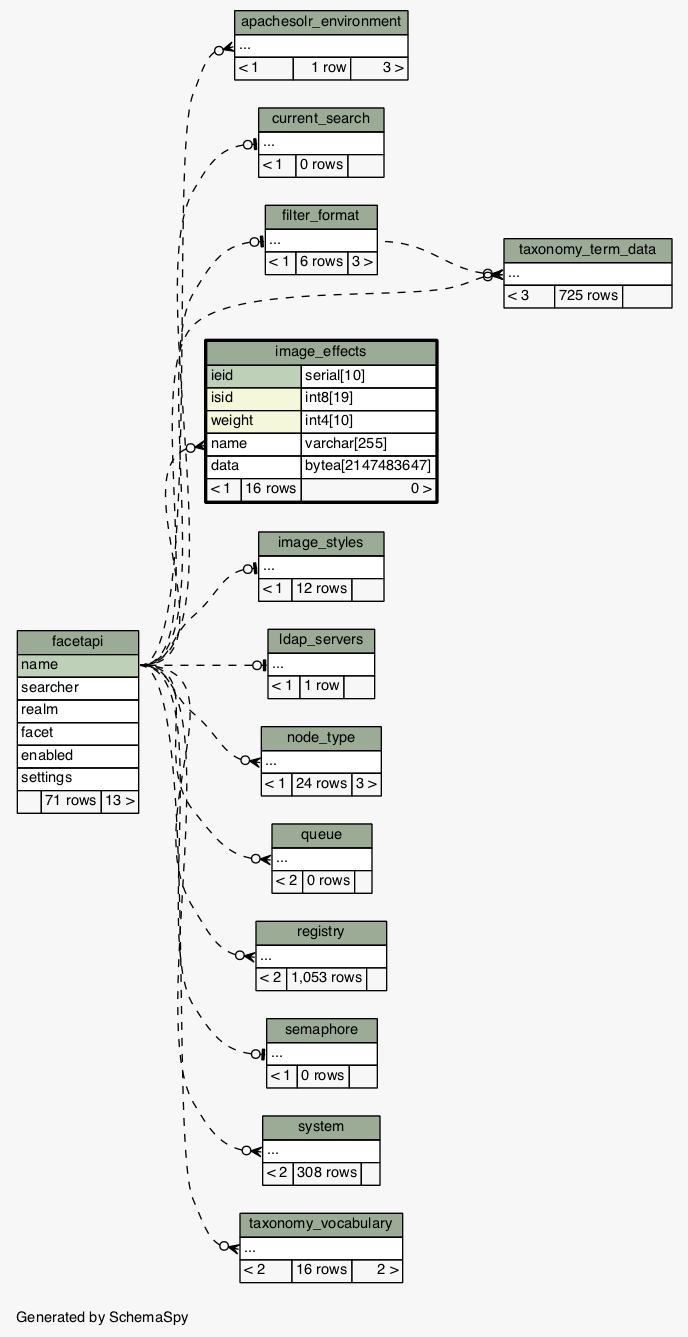 apachesolr_environment
...
< 1 1 row 3 >
current_search
...
< 1 0 rows
filter_format
...
< 1 6 rows 3 >
taxonomy_term_data
...
< 3 725 rows
image_effects
ieid serial[10]
isid int8[19]
weight int4[10]
name varchar[255]
data bytea[2147483647]
< 1 16 rows 0 >
image_styles
...
< 1 12 rows
facetapi
name
searcher
realm
facet
enabled
settings
71 rows 13 >
ldap_servers
...
< 1 1 row
node_type
...
< 1 24 rows 3 >
queue
...
< 2 0 rows
registry
...
< 2 1,053 rows
semaphore
...
< 1 0 rows
system
...
< 2 308 rows
taxonomy_vocabulary
...
< 2 16 rows 2 >
Generated by SchemaSpy